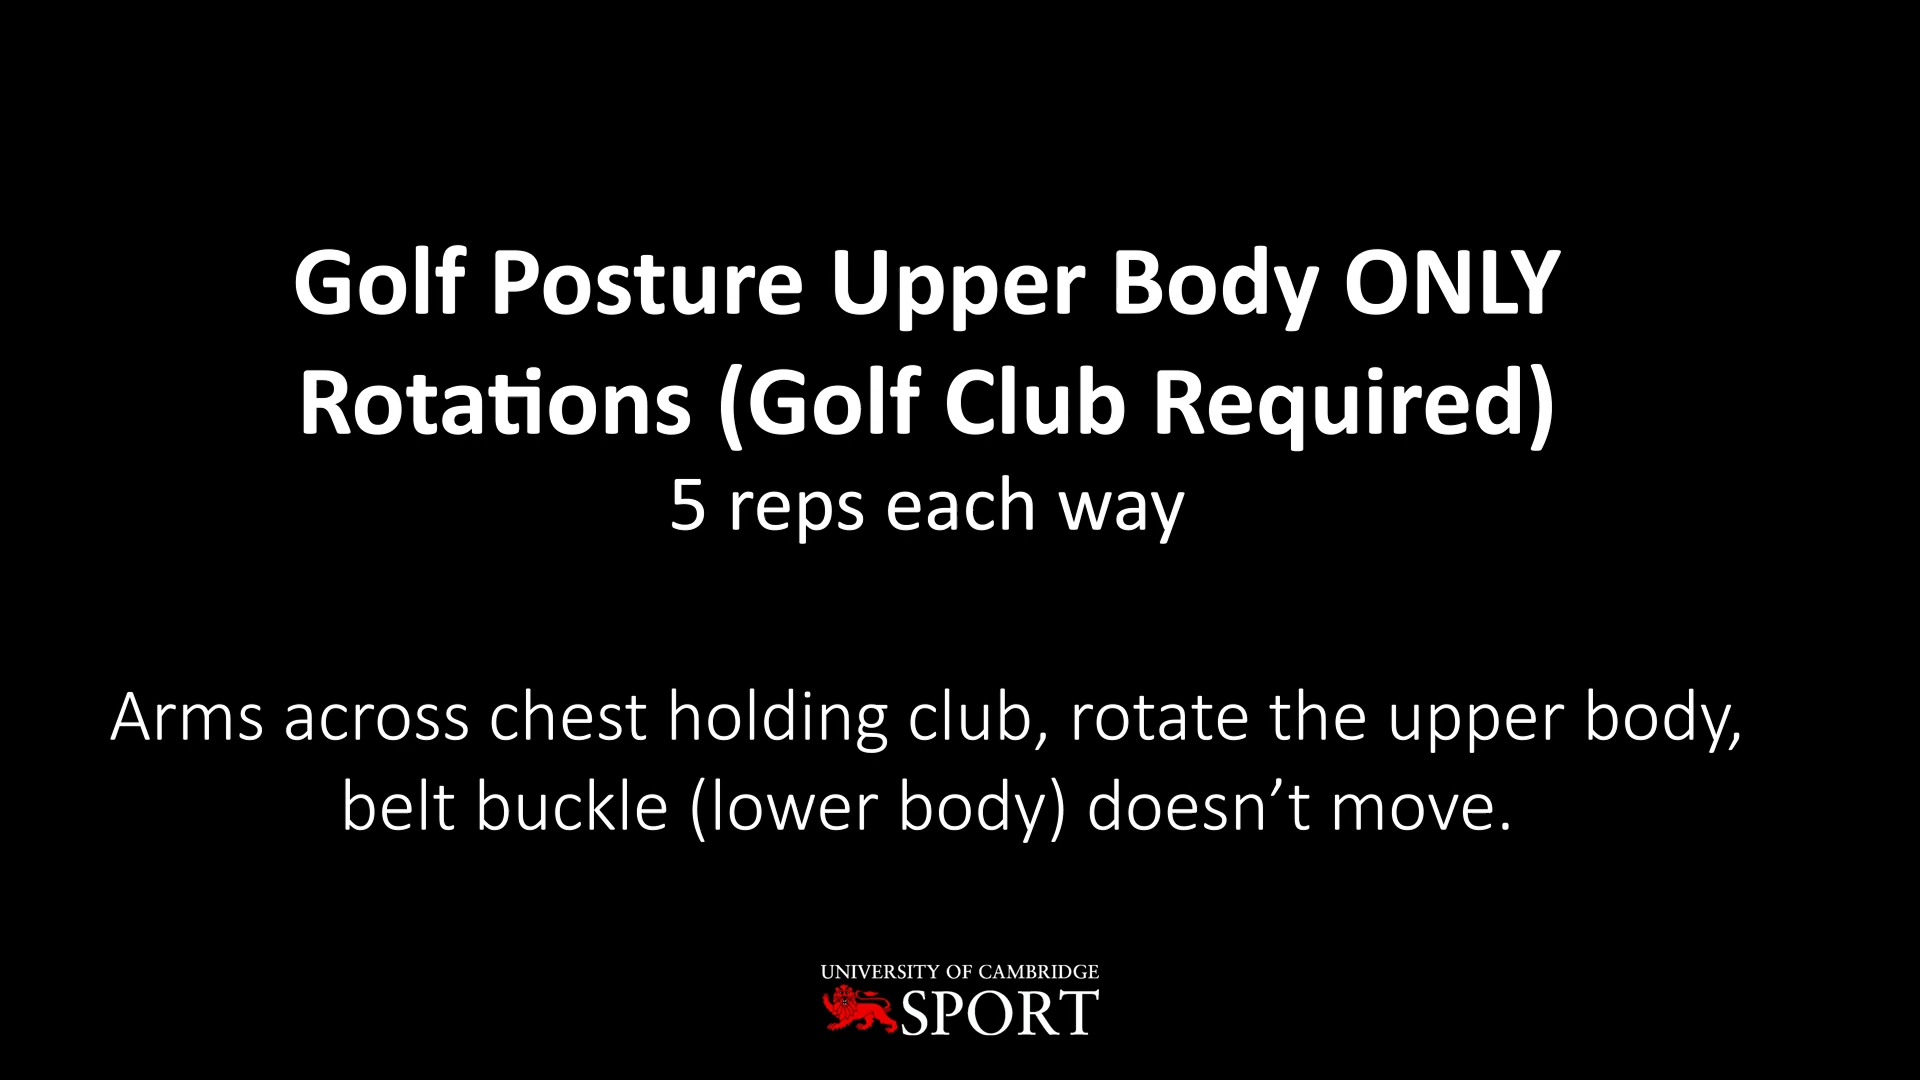 Golf Posture Upper Body ONLY
Rotations (Golf Club Required)
5 reps each way
Arms across chest holding club, rotate the upper body,
belt buckle (lower body) doesn’t move.
UNIVERSITY OF CAMBRIDGE
SPORT